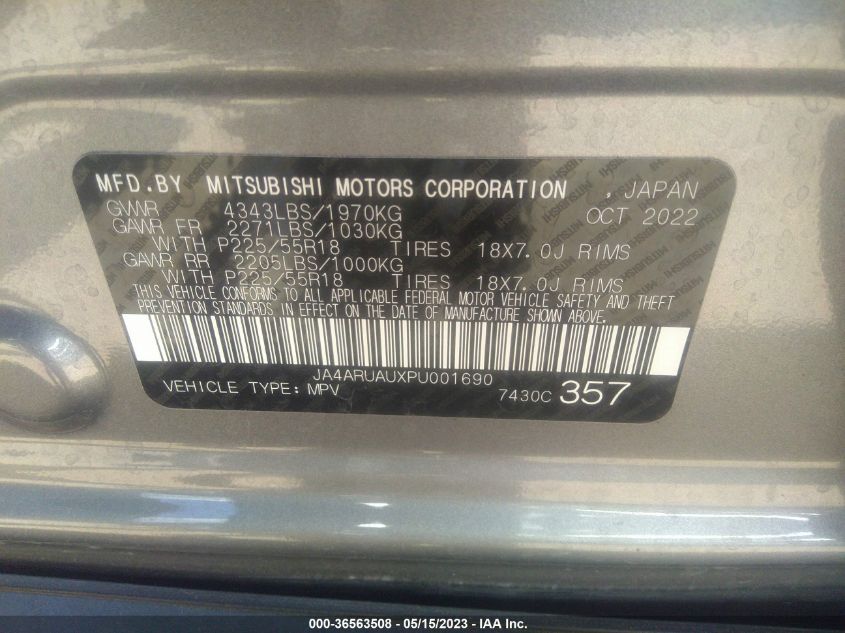 MFD.BY MITSUBISHI MOTORS CORPORATION , JAPAN
GVWR 4343LBS/1970KG OCT 2022
GAWR FR 2271LBS/1030KG
WITH P225/55R18 TIRES 18X7.0J RIMS
GAWR RR 2205LBS/1000KG
WITH P225/55R18 TIRES 18X7.0J RIMS
THIS VEHICLE CONFORMS TO ALL APPLICABLE FEDERAL MOTOR VEHICLE SAFETY AND THEFT
PREVENTION STANDARDS IN EFFECT ON THE DATE OF MANUFACTURE SHOWN ABOVE.
JA4ARUAUXPU001690
VEHICLE TYPE: MPV 7430C 357
000-36563508 - 05/15/2023 - IAA Inc.